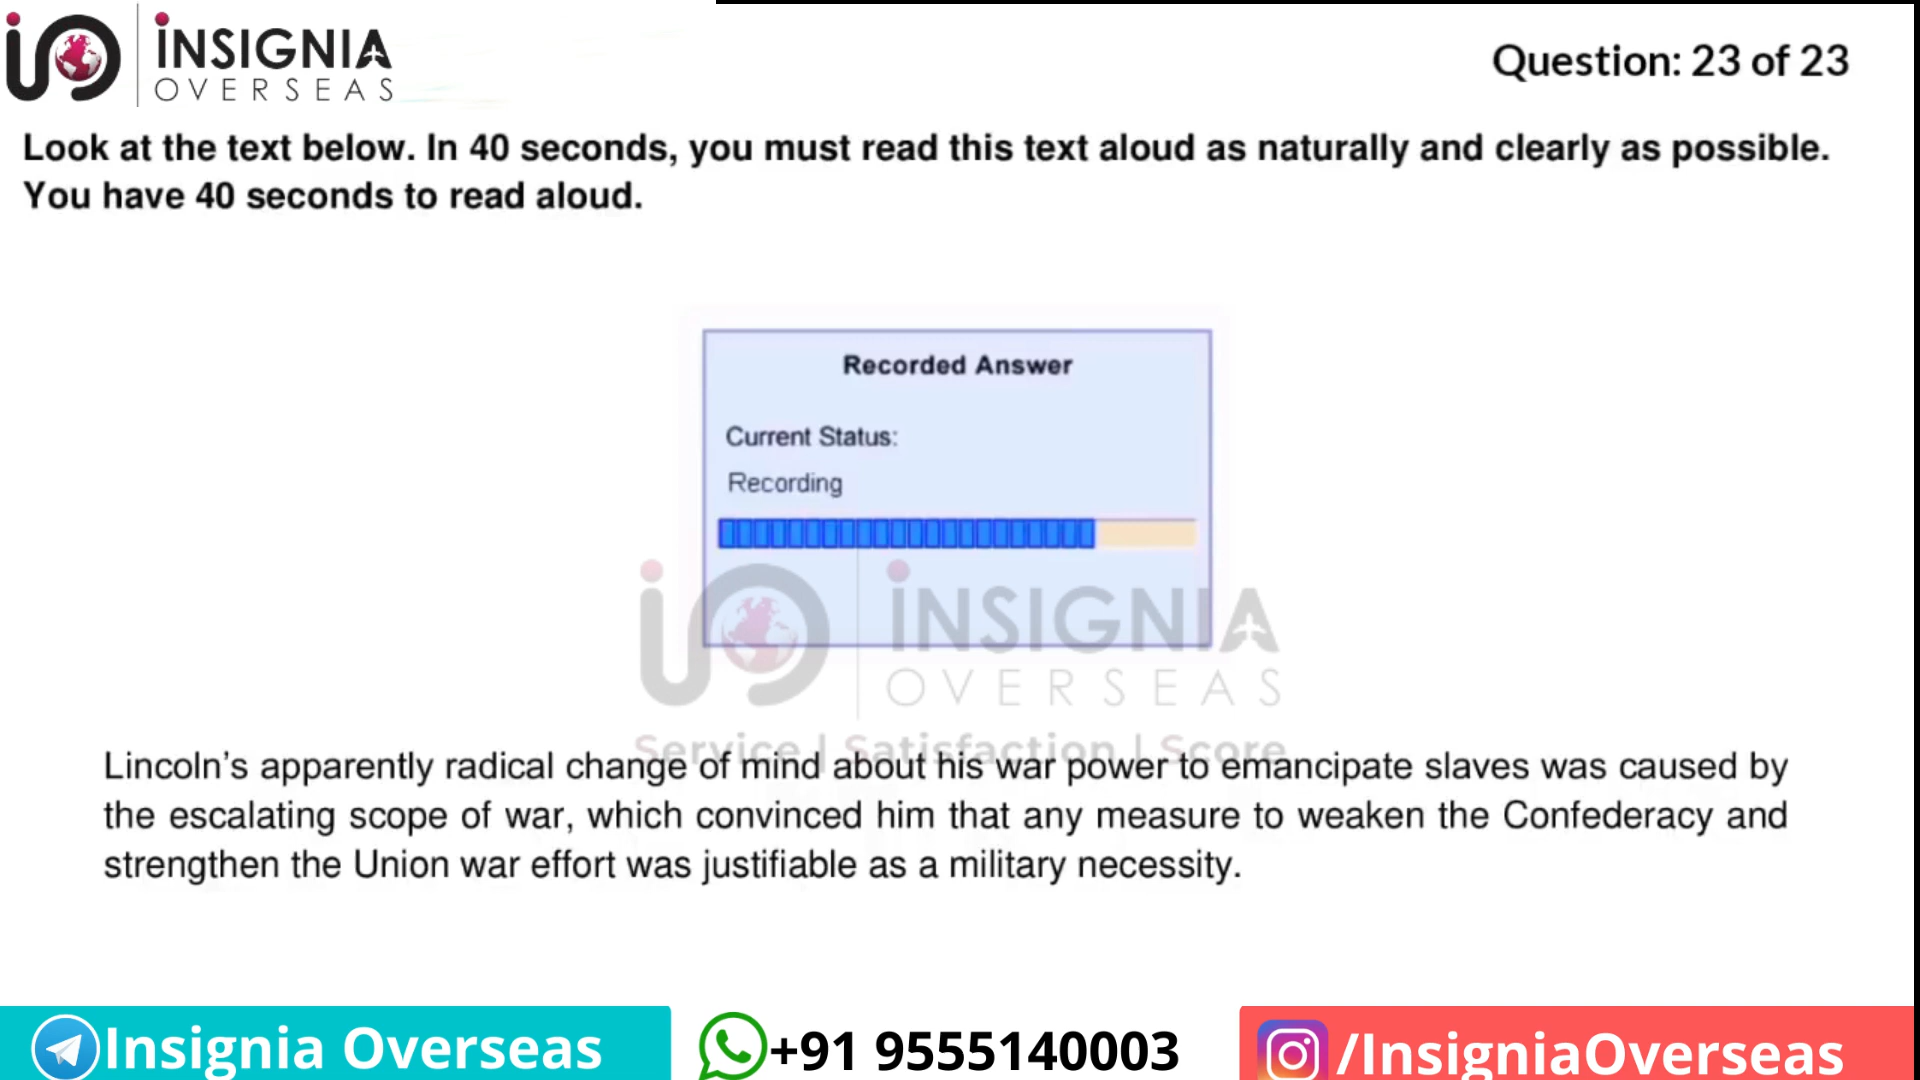 INSIGNIA
OVERSEAS
Question: 23 of 23
Look at the text below. In 40 seconds, you must read this text aloud as naturally and clearly as possible.
You have 40 seconds to read aloud.
Recorded Answer
Current Status:
Recording
INSIGNIA
OVERSEAS
Service | Satisfaction | Score
Lincoln’s apparently radical change of mind about his war power to emancipate slaves was caused by
the escalating scope of war, which convinced him that any measure to weaken the Confederacy and
strengthen the Union war effort was justifiable as a military necessity.
Insignia Overseas
+91 9555140003
/InsigniaOverseas